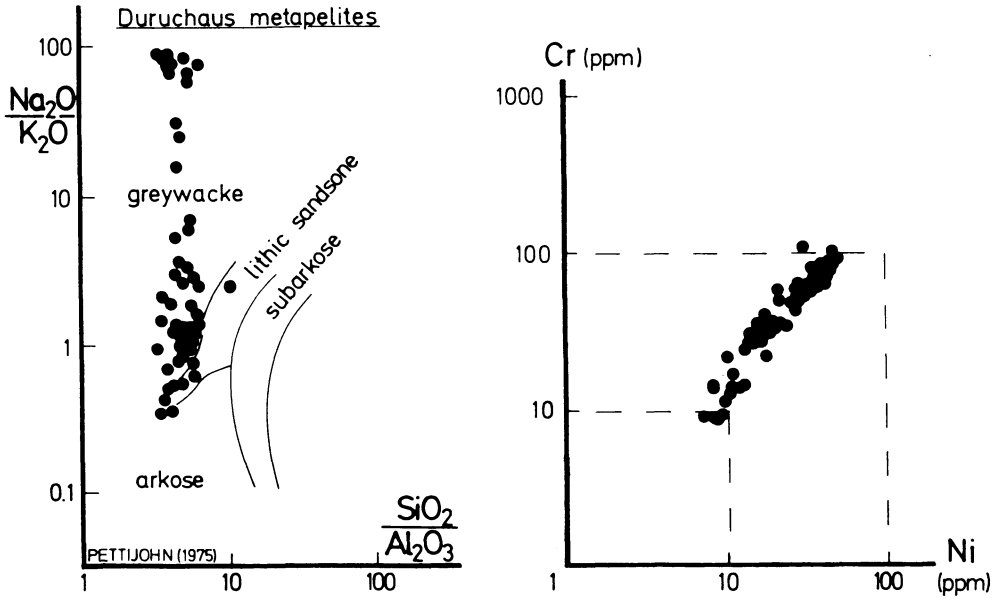 Duruchaus metapelites
100
Na₂O
K₂O
10
greywacke
lithic sandsone
subarkose
1
arkose
0.1
SiO₂
Al₂O₃
PETTIJOHN (1975)
1
10
100
Cr (ppm)
1000
100
10
1
10
100
Ni
(ppm)